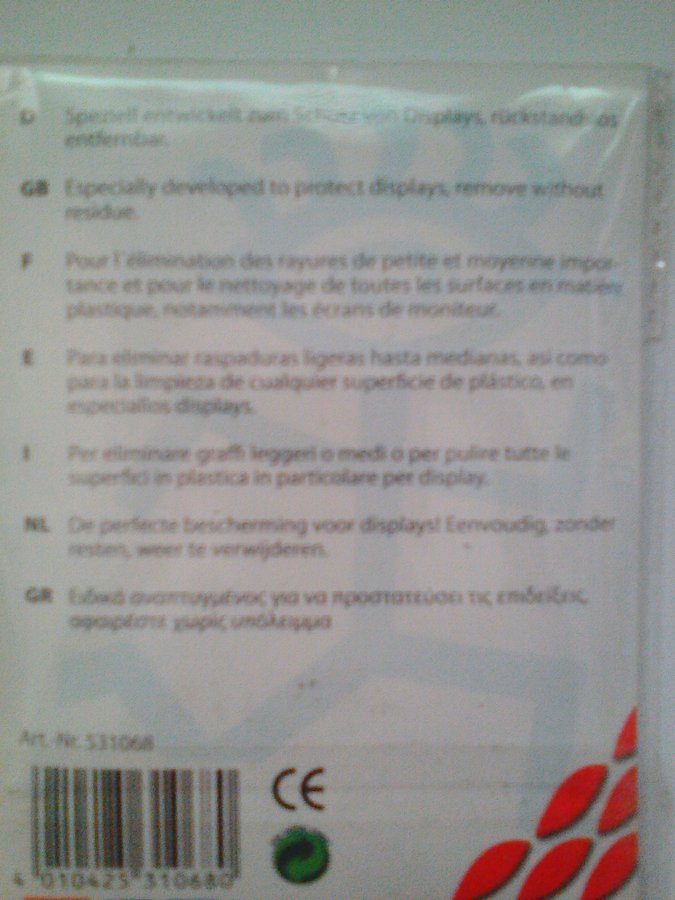 D Speziell entwickelt zum Schutz von Displays, rückstandslos
entfernbar.
GB Especially developed to protect displays, remove without
residue.
F Pour l'élimination des rayures de petite et moyenne impor-
tance et pour le nettoyage de toutes les surfaces en matière
plastique, notamment les écrans de moniteur.
E Para eliminar raspaduras ligeras hasta medianas, así como
para la limpieza de cualquier superficie de plástico, en
especiallos displays.
I Per eliminare graffi leggeri o medi o per pulire tutte le
superfici in plastica in particolare per display.
NL De perfecte bescherming voor displays! Eenvoudig, zonder
resten, weer te verwijderen.
GR Ειδικά αναπτυγμένος για να προστατεύσει τις επιδείξεις,
αφαιρέστε χωρίς υπόλειμμα
Art.-Nr. 531068
CE
4 010425 310680